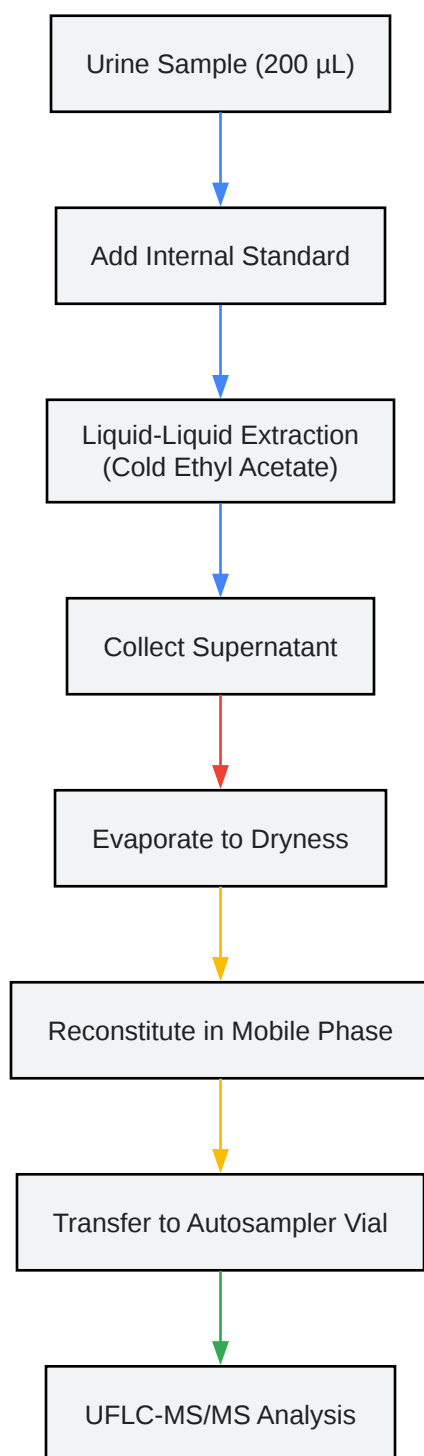 Urine Sample (200 µL)
Add Internal Standard
Liquid-Liquid Extraction
(Cold Ethyl Acetate)
Collect Supernatant
Evaporate to Dryness
Reconstitute in Mobile Phase
Transfer to Autosampler Vial
UFLC-MS/MS Analysis